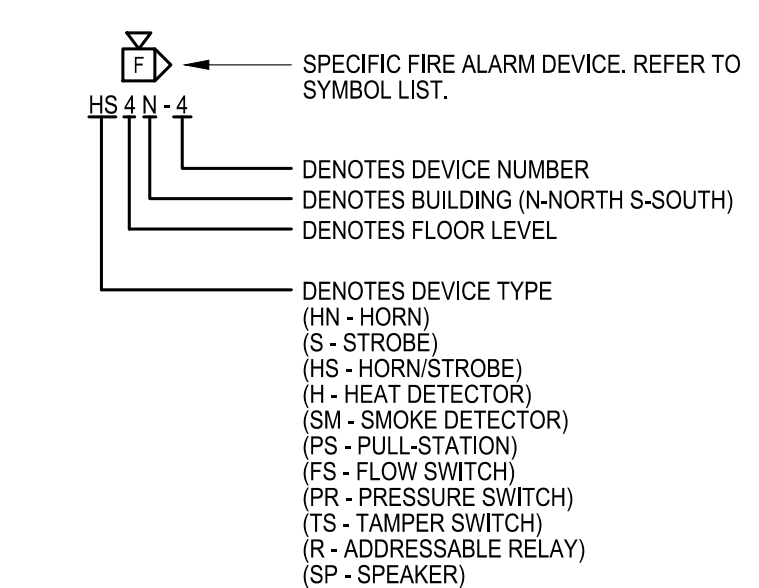 F
SPECIFIC FIRE ALARM DEVICE. REFER TO
SYMBOL LIST.
HS 4 N - 4
DENOTES DEVICE NUMBER
DENOTES BUILDING (N-NORTH S-SOUTH)
DENOTES FLOOR LEVEL
DENOTES DEVICE TYPE
(HN - HORN)
(S - STROBE)
(HS - HORN/STROBE)
(H - HEAT DETECTOR)
(SM - SMOKE DETECTOR)
(PS - PULL-STATION)
(FS - FLOW SWITCH)
(PR - PRESSURE SWITCH)
(TS - TAMPER SWITCH)
(R - ADDRESSABLE RELAY)
(SP - SPEAKER)